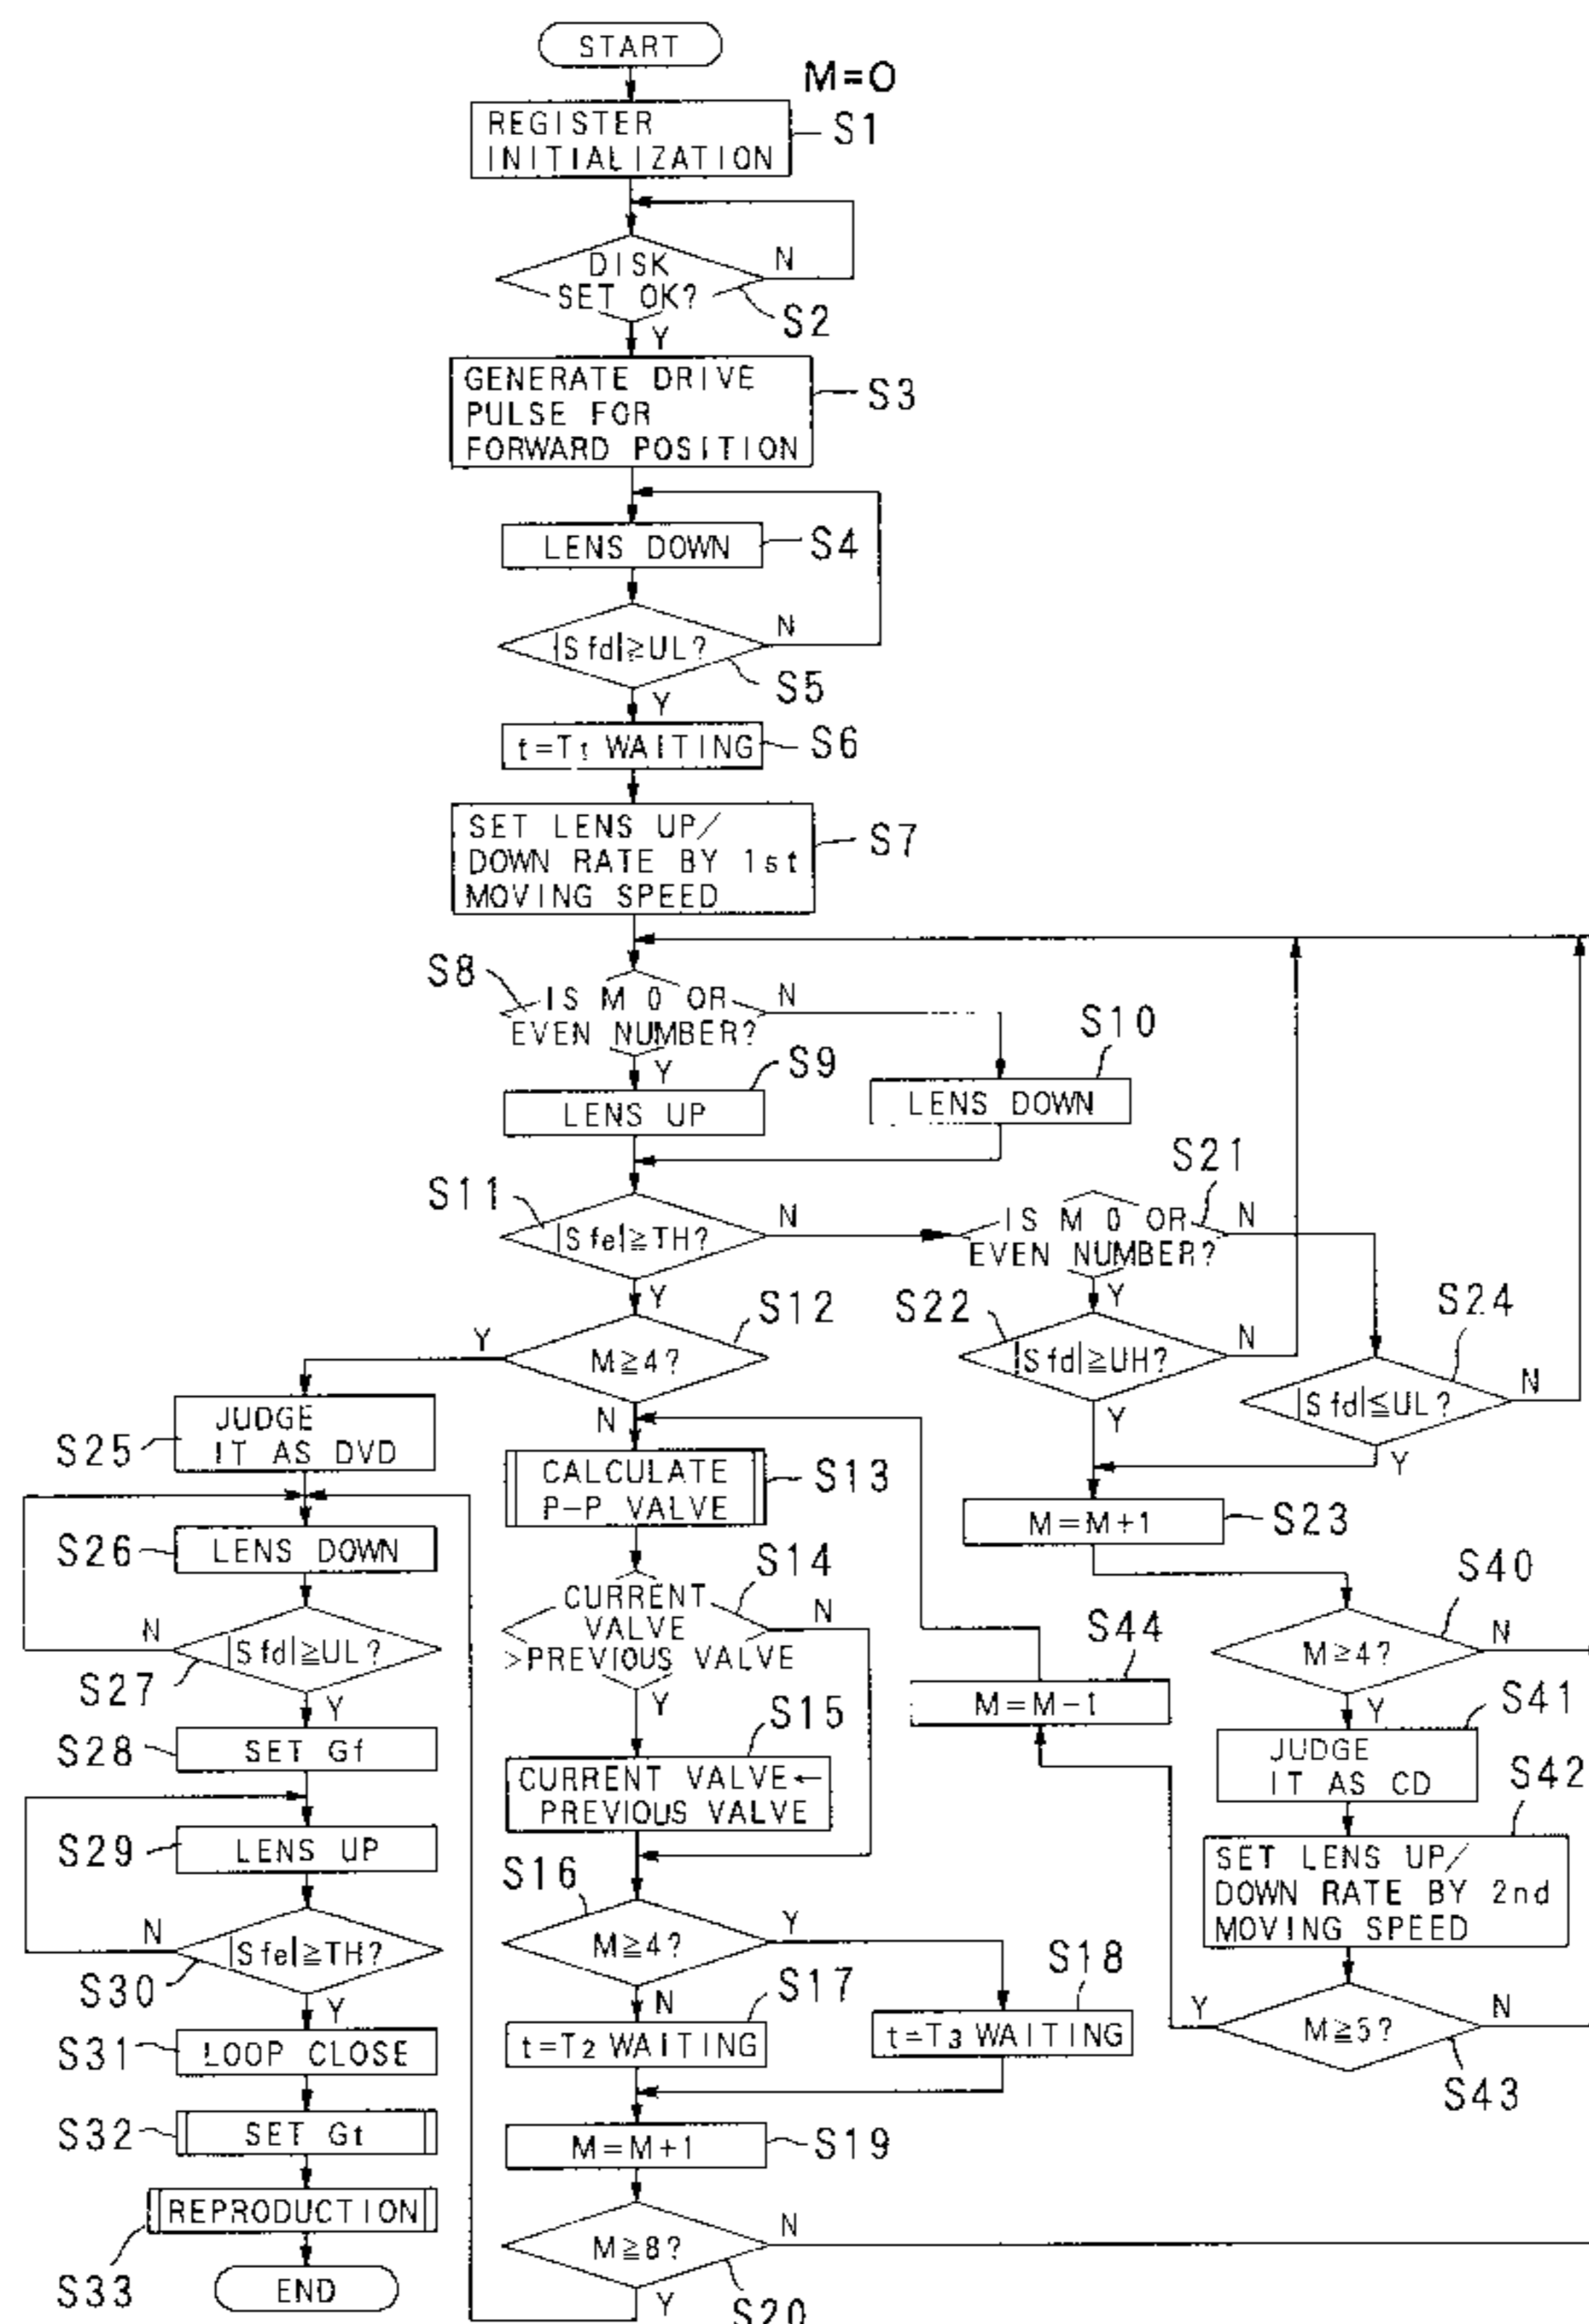 START
M=0
REGISTER
INITIALIZATION
S1
DISK
SET OK?
N
S2
Y
GENERATE DRIVE
PULSE FOR
FORWARD POSITION
S3
LENS DOWN
S4
|Sfd|≥UL?
N
S5
Y
t=T1 WAITING
S6
SET LENS UP/
DOWN RATE BY 1st
MOVING SPEED
S7
S8
IS M 0 OR
EVEN NUMBER?
N
Y
S9
LENS UP
S10
LENS DOWN
S11
|Sfe|≧TH?
N
Y
S21
IS M 0 OR
EVEN NUMBER?
N
Y
S12
M≧4?
Y
N
S22
|Sfd|≧UH?
N
Y
S24
|Sfd|≦UL?
N
Y
S25
JUDGE
IT AS DVD
CALCULATE
P-P VALVE
S13
M=M+1
S23
S26
LENS DOWN
S14
CURRENT
VALVE
>PREVIOUS VALVE
N
Y
S40
M≥4?
N
Y
S44
M=M-1
S27
|Sfd|≧UL?
N
Y
S15
CURRENT VALVE←
PREVIOUS VALVE
S41
JUDGE
IT AS CD
S28
SET Gf
S42
SET LENS UP/
DOWN RATE BY 2nd
MOVING SPEED
S29
LENS UP
S16
M≧4?
Y
N
S30
|Sfe|≧TH?
N
Y
S17
t=T2 WAITING
S18
t=T3 WAITING
S43
M≧5?
Y
N
S31
LOOP CLOSE
S32
SET Gt
M=M+1
S19
S33
REPRODUCTION
M≧8?
N
Y
S20
END